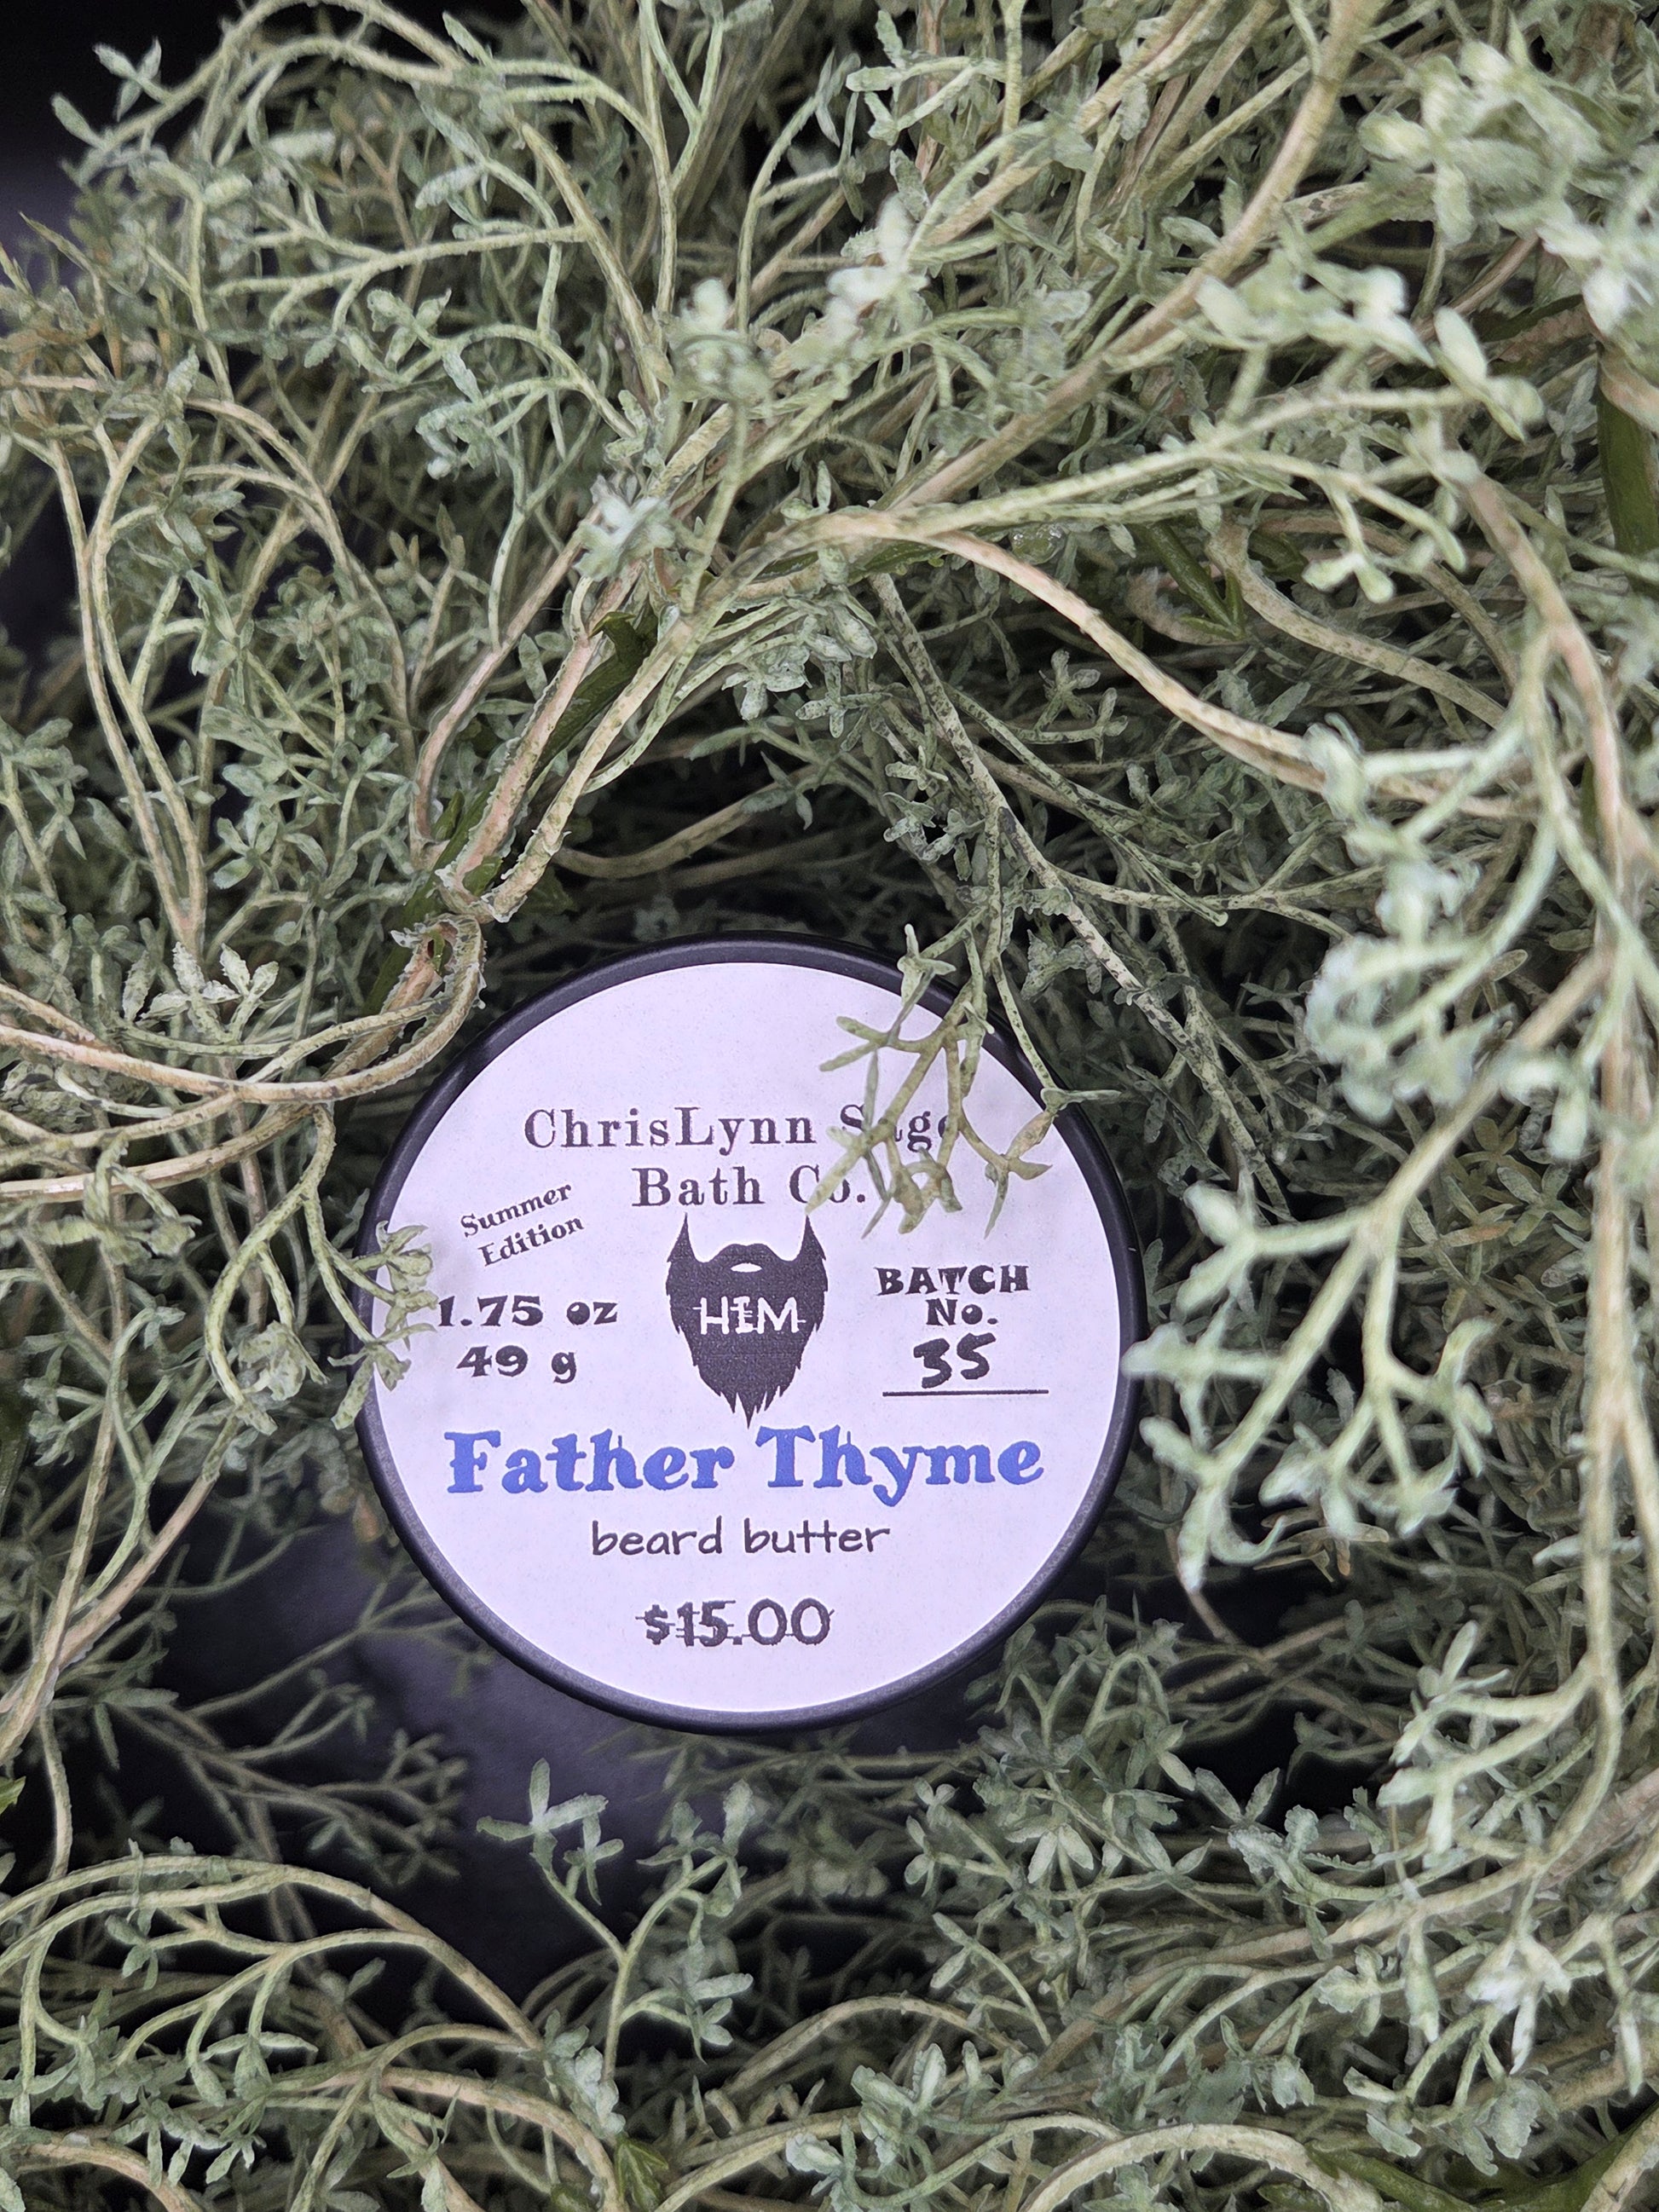 ChrisLynn Sage
Bath Co.
Summer
Edition
1.75 oz
49 g
HIM
BATCH
No.
35
Father Thyme
beard butter
$15.00